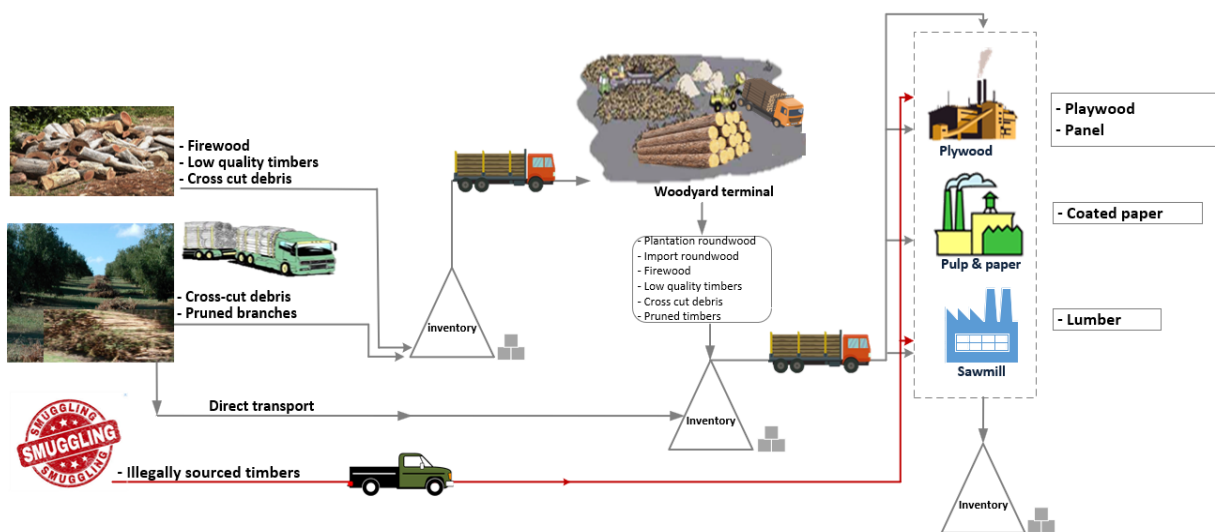 - Firewood
- Low quality timbers
- Cross cut debris
- Cross-cut debris
- Pruned branches
inventory
Woodyard terminal
- Plantation roundwood
- Import roundwood
- Firewood
- Low quality timbers
- Cross cut debris
- Pruned timbers
Direct transport
Inventory
SMUGGLING
SMUGGLING
SMUGGLING
- Illegally sourced timbers
Plywood
- Playwood
- Panel
Pulp & paper
- Coated paper
Sawmill
- Lumber
Inventory